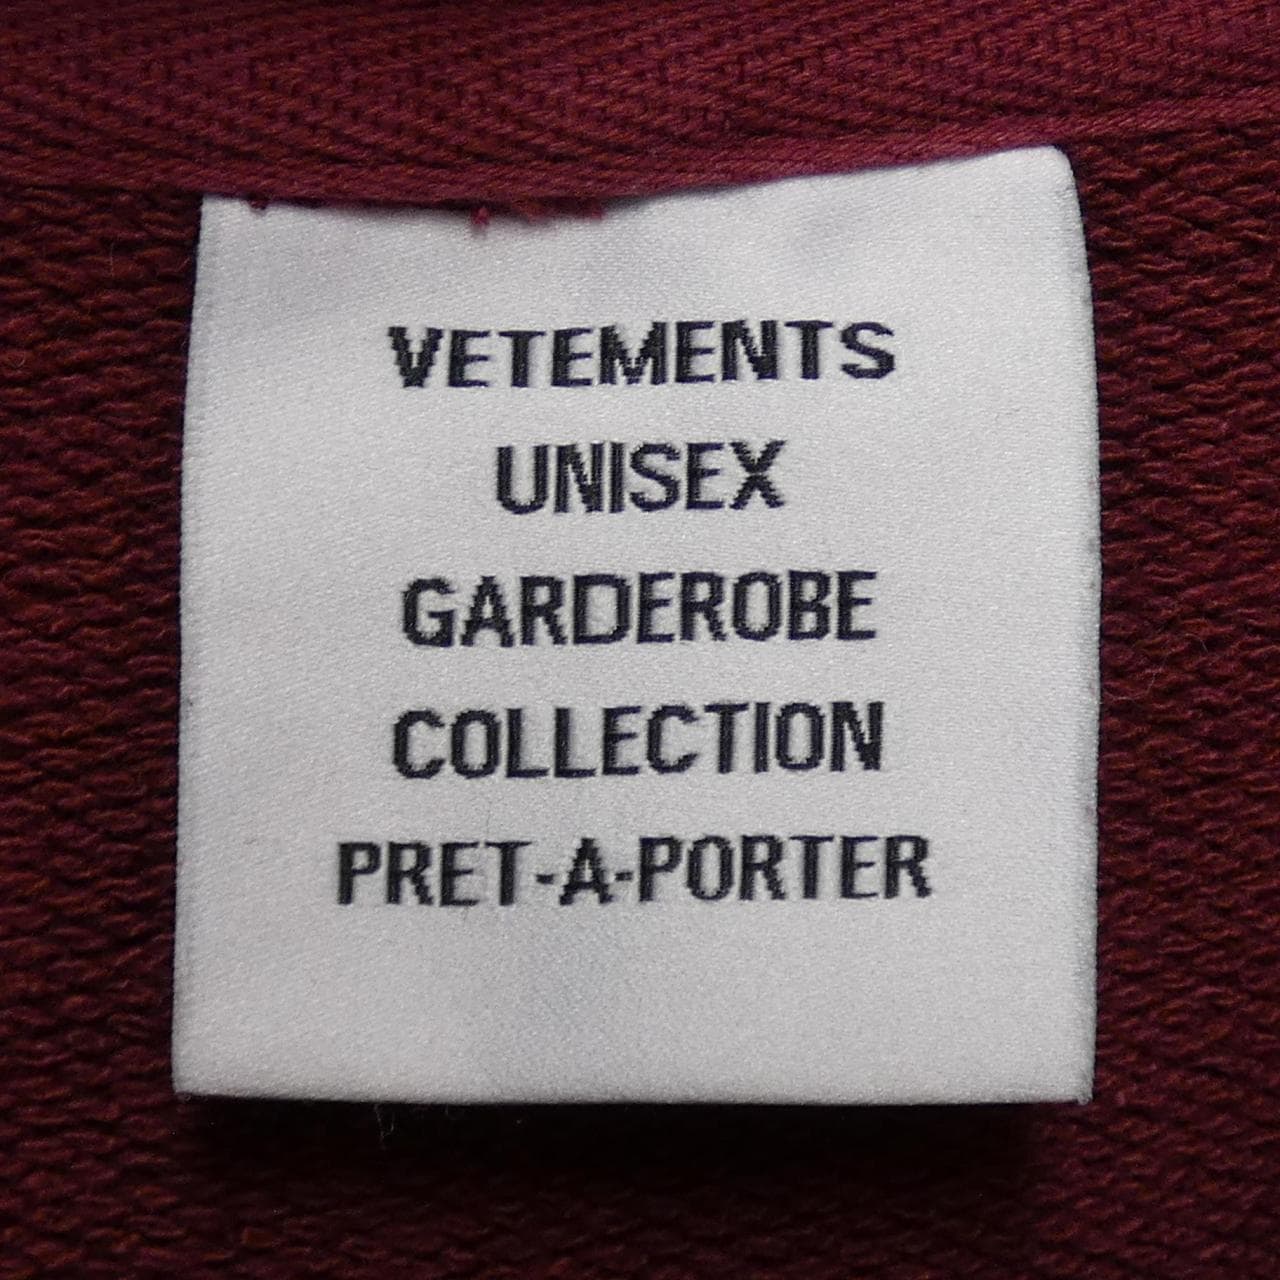 VETEMENTS
UNISEX
GARDEROBE
COLLECTION
PRET-A-PORTER